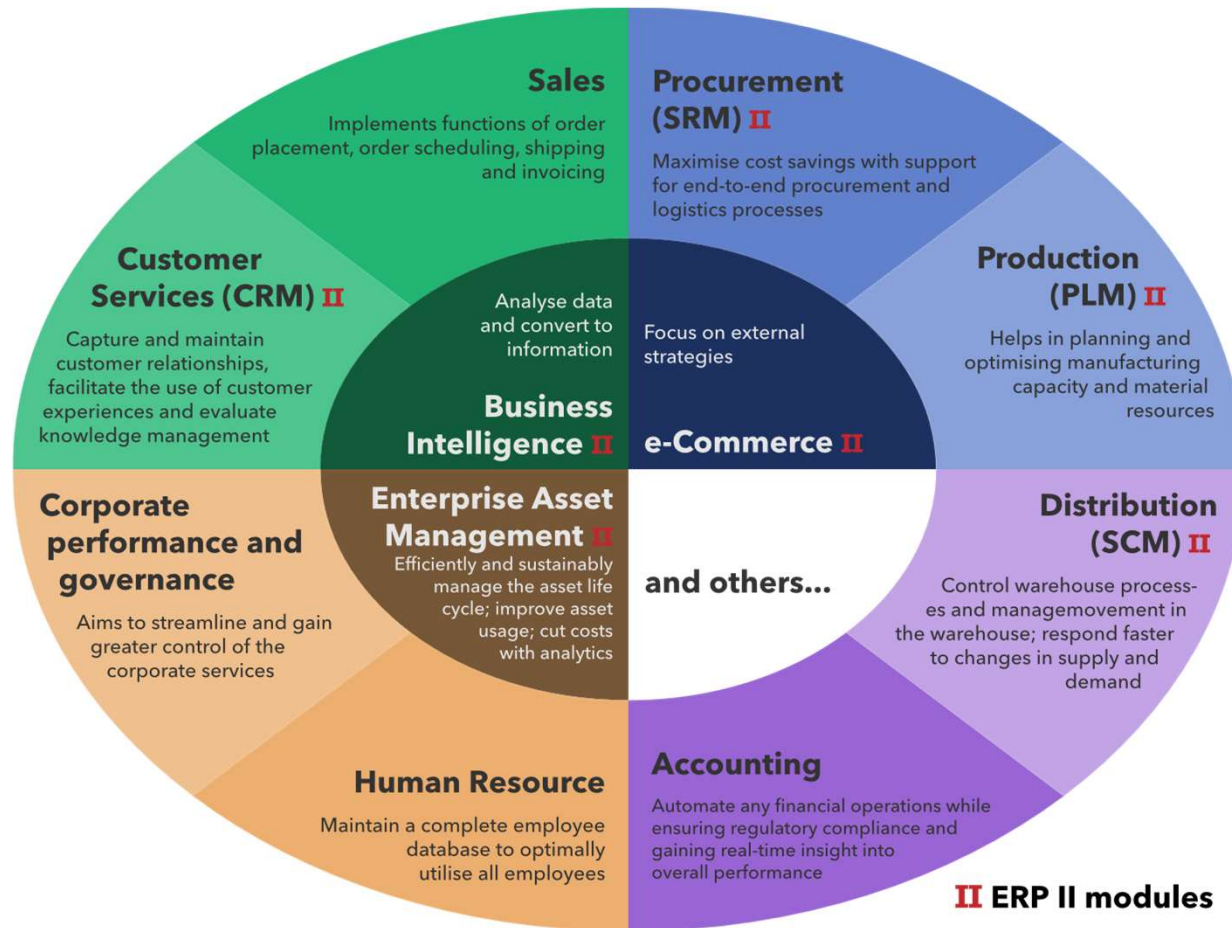 Sales
Implements functions of order
placement, order scheduling, shipping
and invoicing
Procurement
(SRM) II
Maximise cost savings with support
for end-to-end procurement and
logistics processes
Customer
Services (CRM) II
Capture and maintain
customer relationships,
facilitate the use of customer
experiences and evaluate
knowledge management
Analyse data
and convert to
information
Business
Intelligence II
Focus on external
strategies
e-Commerce II
Production
(PLM) II
Helps in planning and
optimising manufacturing
capacity and material
resources
Corporate
performance and
governance
Aims to streamline and gain
greater control of the
corporate services
Enterprise Asset
Management II
Efficiently and sustainably
manage the asset life
cycle; improve asset
usage; cut costs
with analytics
and others...
Distribution
(SCM) II
Control warehouse process-
es and managemovement in
the warehouse; respond faster
to changes in supply and
demand
Human Resource
Maintain a complete employee
database to optimally
utilise all employees
Accounting
Automate any financial operations while
ensuring regulatory compliance and
gaining real-time insight into
overall performance
II ERP II modules